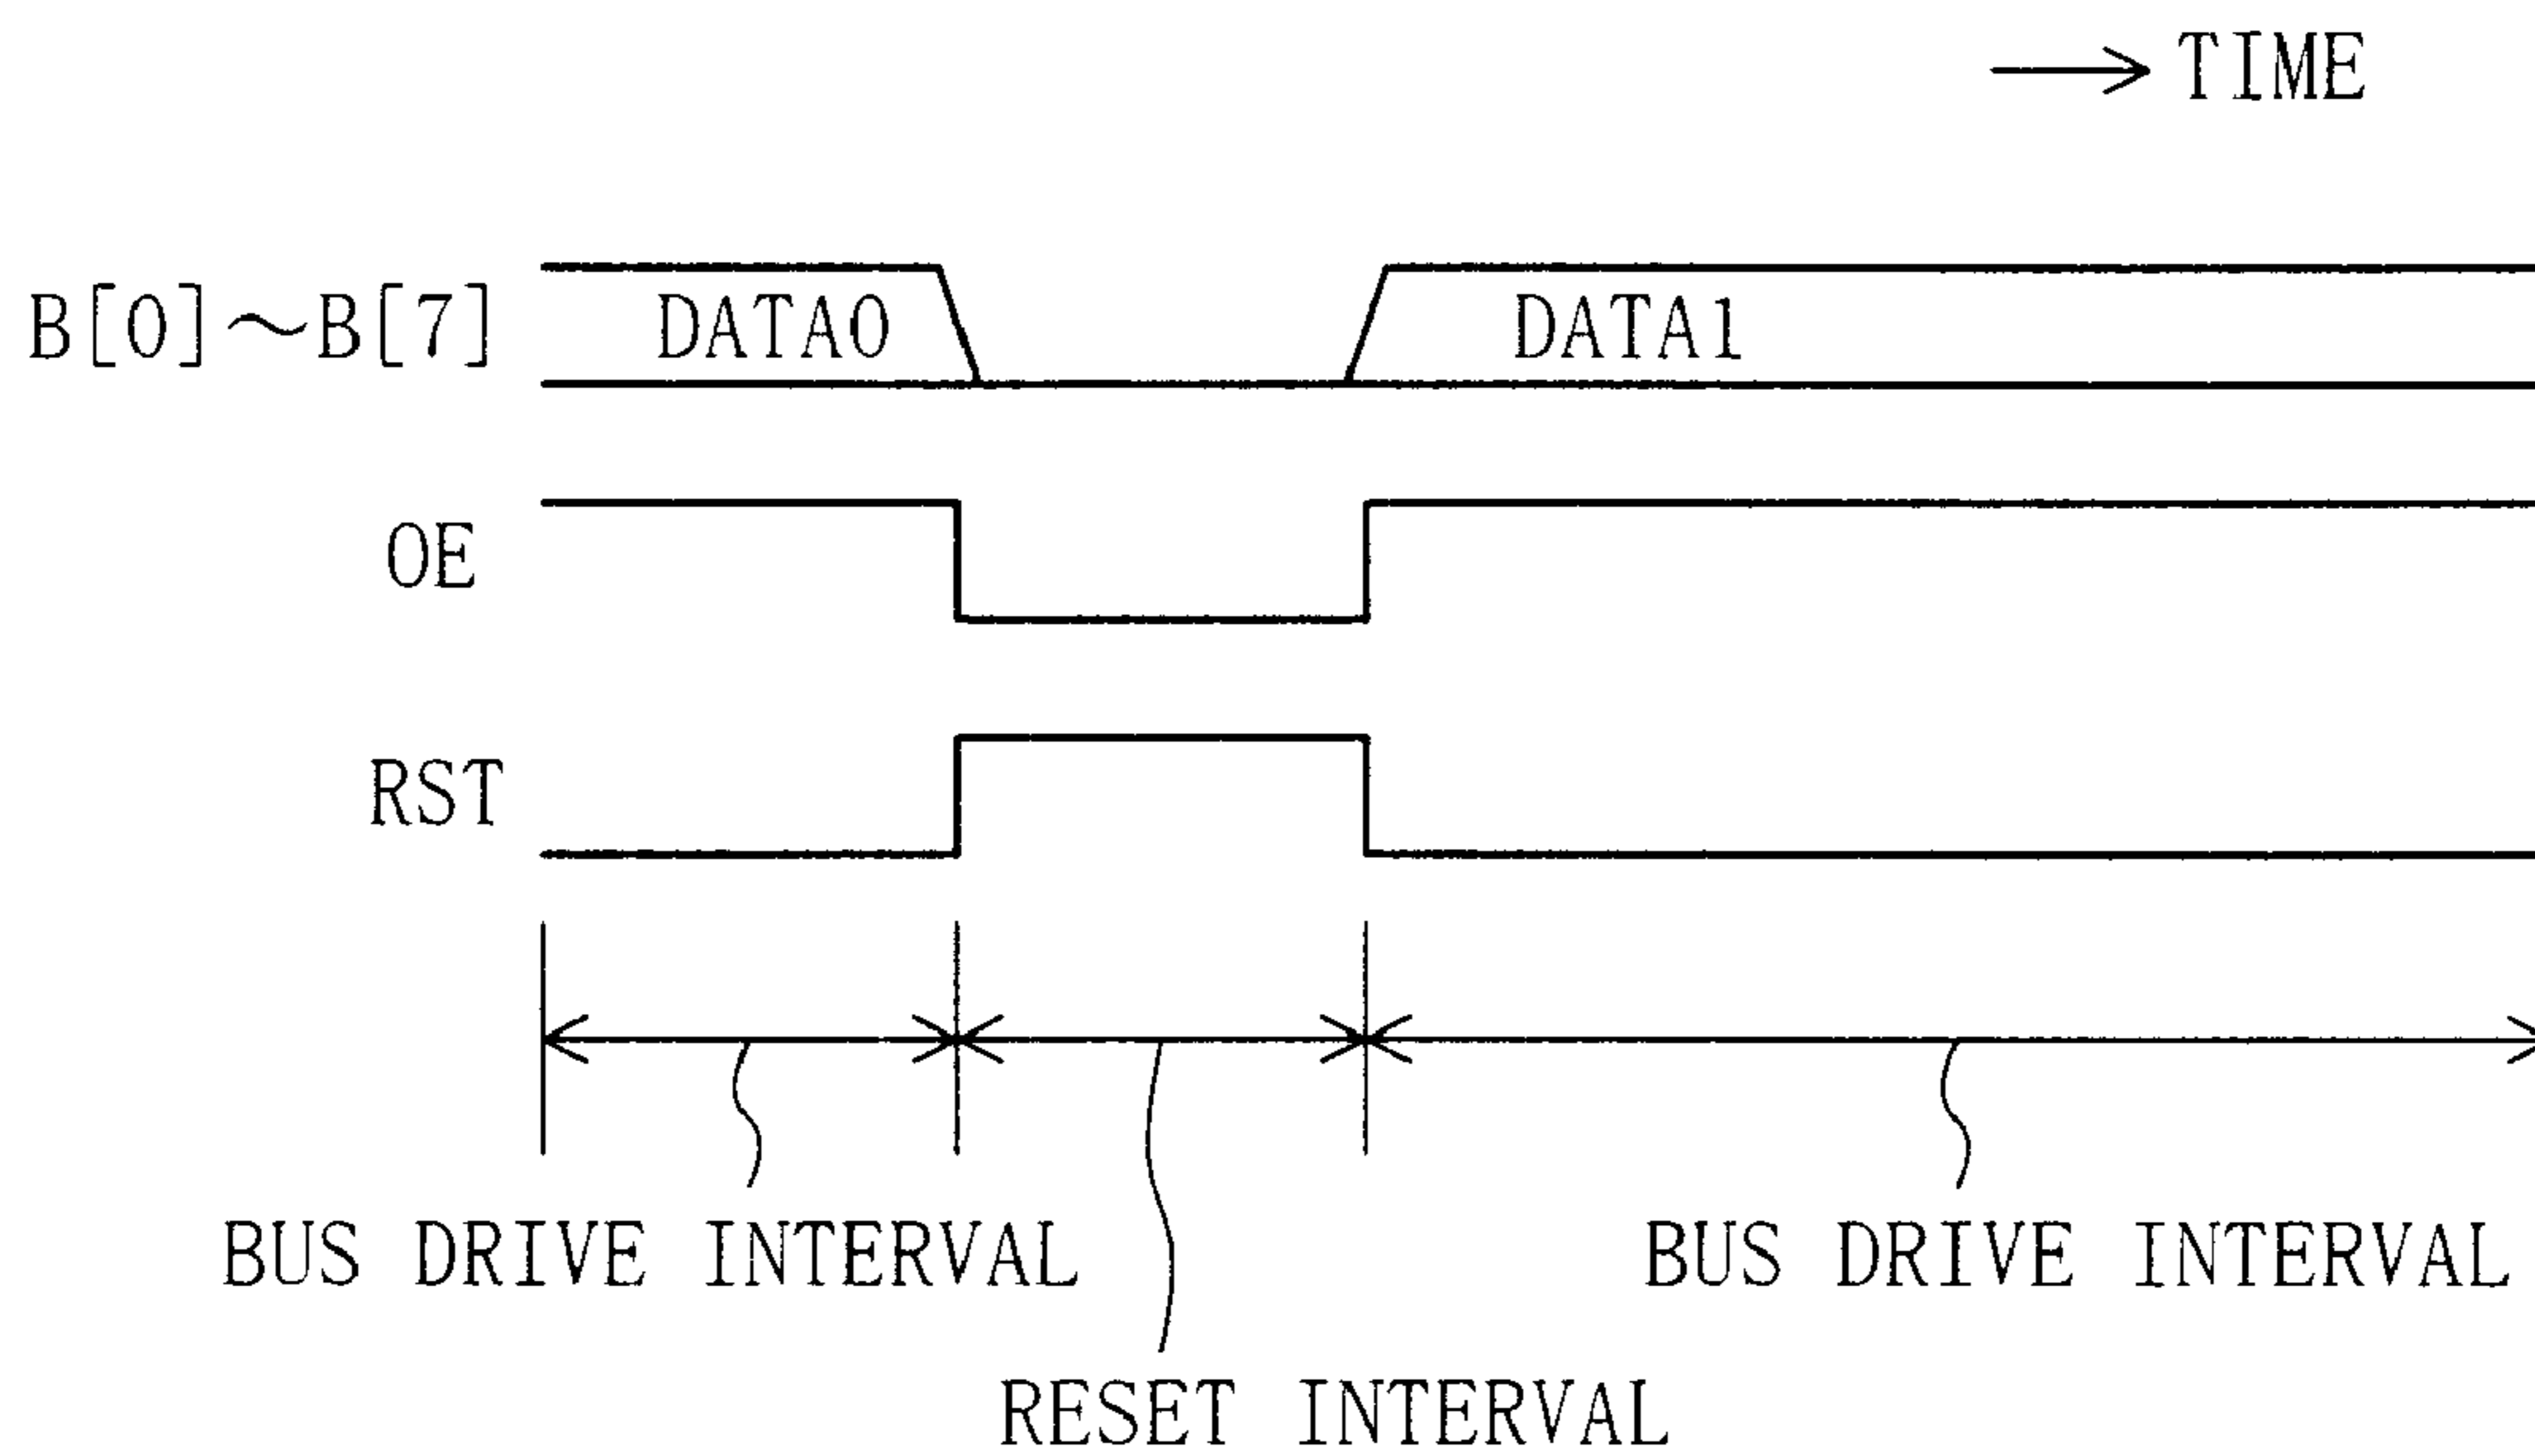 TIME
B[0]～B[7]
DATA0
DATA1
OE
RST
BUS DRIVE INTERVAL
BUS DRIVE INTERVAL
RESET INTERVAL